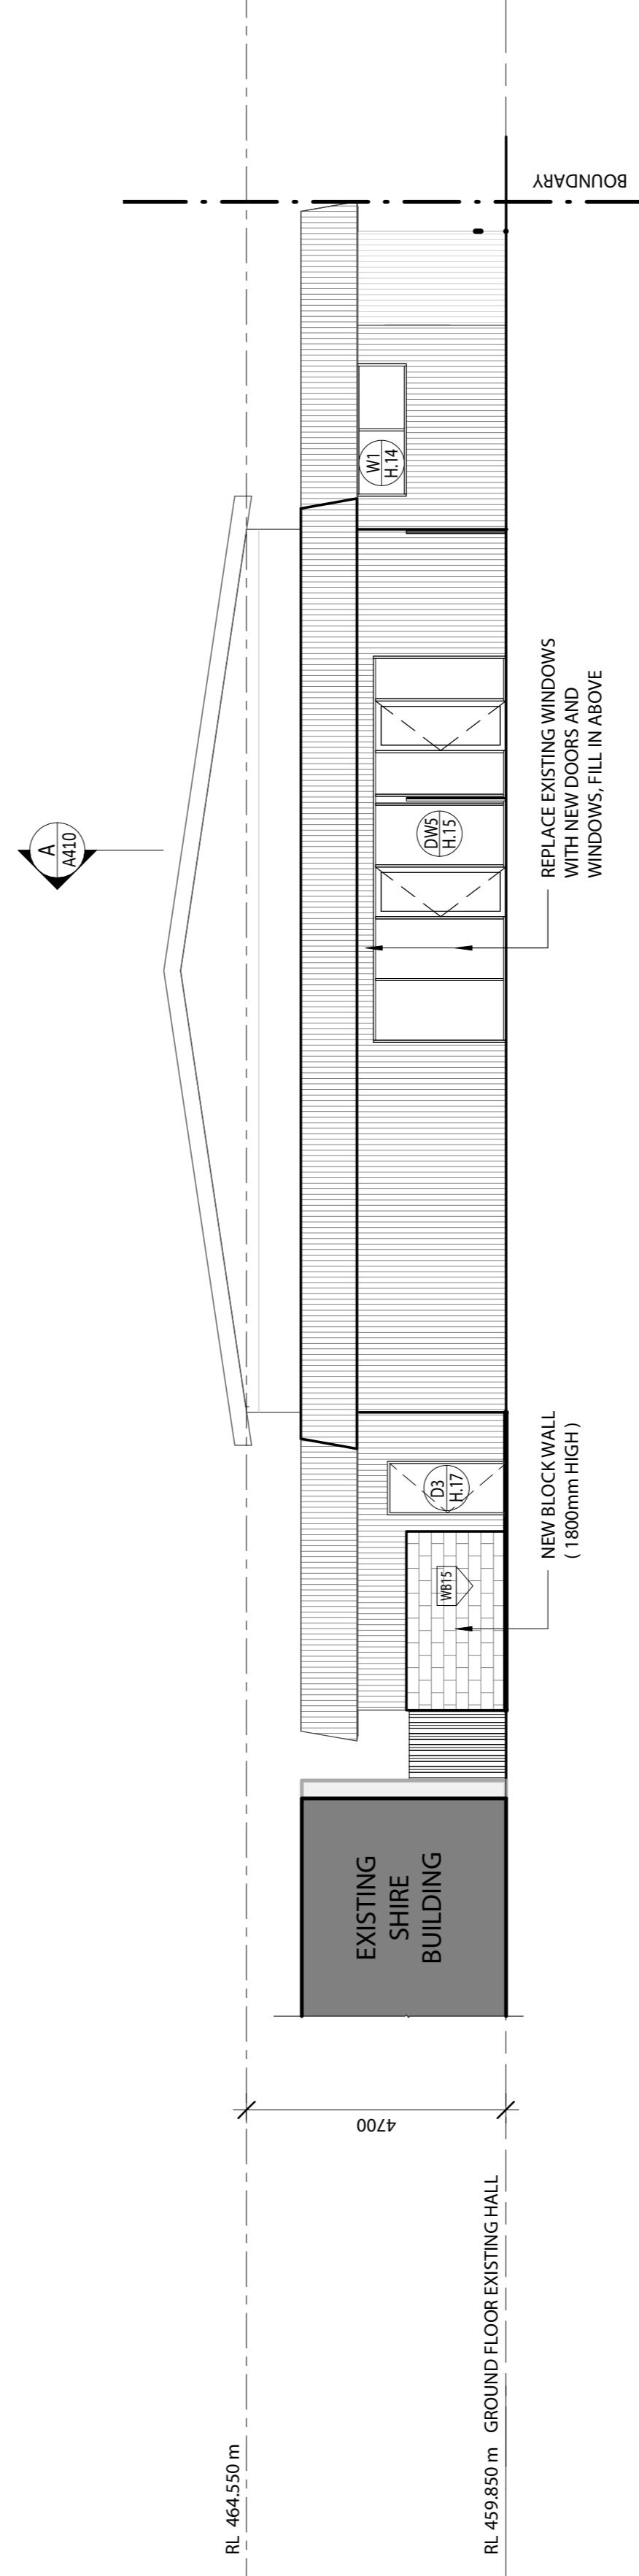 A
A410
BOUNDARY
W1
H.14
DW5
H.15
REPLACE EXISTING WINDOWS
WITH NEW DOORS AND
WINDOWS, FILL IN ABOVE
D3
H.17
WB15
NEW BLOCK WALL
( 1800mm HIGH )
EXISTING
SHIRE
BUILDING
4700
RL 464.550 m
RL 459.850 m GROUND FLOOR EXISTING HALL